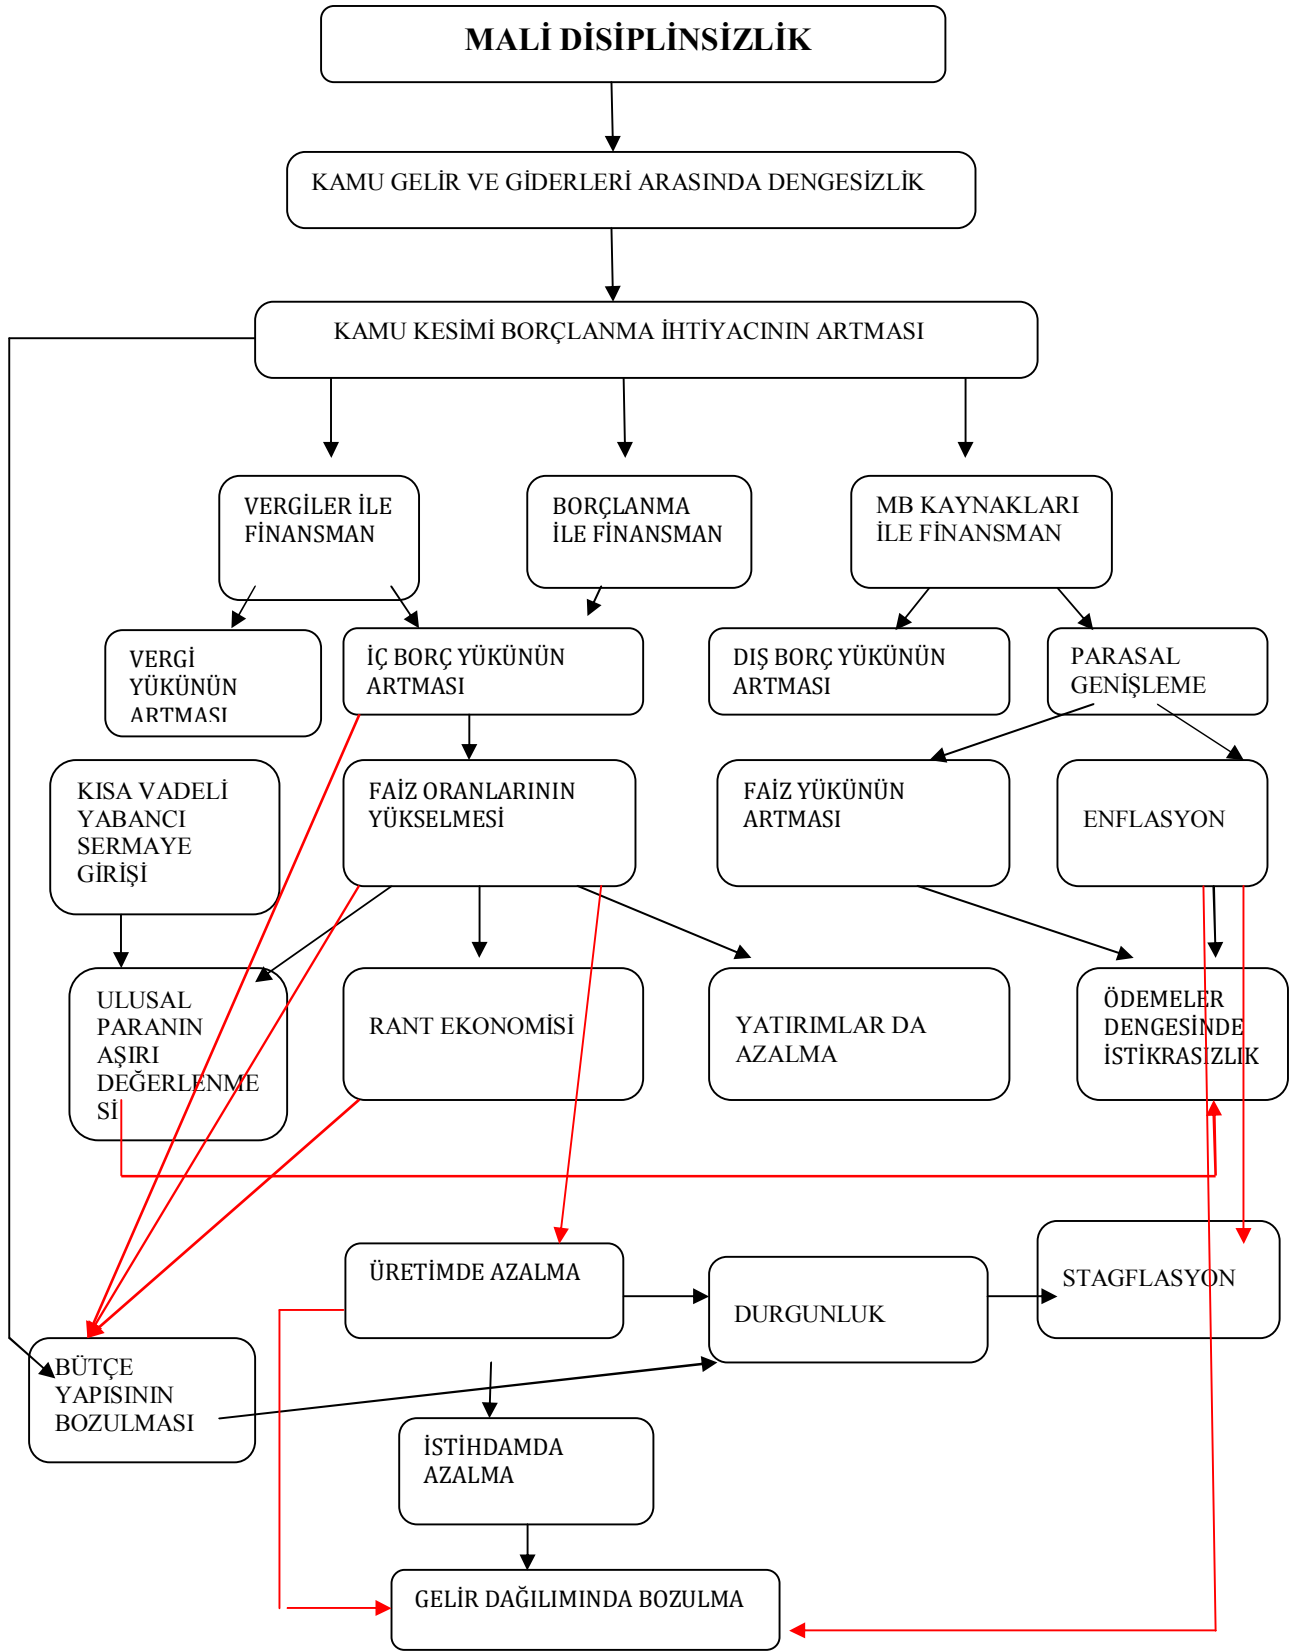 MALİ DİSİPLİNSİZLİK
KAMU GELİR VE GİDERLERİ ARASINDA DENGESİZLİK
KAMU KESİMİ BORÇLANMA İHTİYACININ ARTMASI
VERGİLER İLE
FİNANSMAN
BORÇLANMA
İLE FİNANSMAN
MB KAYNAKLARI
İLE FİNANSMAN
VERGİ
YÜKÜNÜN
ARTMASI
İÇ BORÇ YÜKÜNÜN
ARTMASI
DIŞ BORÇ YÜKÜNÜN
ARTMASI
PARASAL
GENİŞLEME
KISA VADELİ
YABANCI
SERMAYE
GİRİŞİ
FAİZ ORANLARININ
YÜKSELMESİ
FAİZ YÜKÜNÜN
ARTMASI
ENFLASYON
ULUSAL
PARANIN
AŞIRI
DEĞERLENME
Sİ
RANT EKONOMİSİ
YATIRIMLAR DA
AZALMA
ÖDEMELER
DENGESİNDE
İSTİKRASIZLIK
ÜRETİMDE AZALMA
DURGUNLUK
STAGFLASYON
BÜTÇE
YAPISININ
BOZULMASI
İSTİHDAMDA
AZALMA
GELİR DAĞILIMINDA BOZULMA